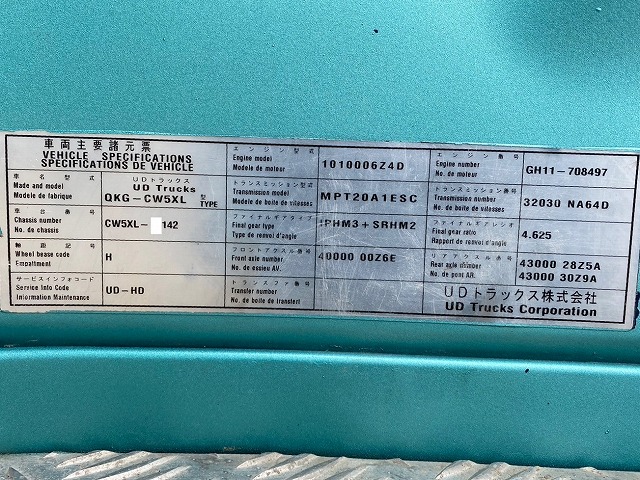 車両主要諸元票
VEHICLE SPECIFICATIONS
SPECIFICATIONS DE VEHICLE
車名型式
Made and model
Modele de fabrique
UDトラックス
UD Trucks
QKG-CW5XL 型 TYPE
車台番号
Chassis number
No. de chassis
CW5XL- 142
軸距記号
Wheel base code
Empattement
H
サービスインフォコード
Service Info Code
Information Maintenance
UD-HD
エンジン型式
Engine model
Modele de moteur
1010006Z4D
トランスミッション型式
Transmission model
Modele de boite de vitesses
MPT20A1ESC
ファイナルギアタイプ
Final gear type
Type de renvoi d'angle
PHM3+SRHM2
フロントアクスル番号
Front axle number
No. de essieu AV.
40000 00Z6E
トランスファ番号
Transfer number
No. de boite de transfert
エンジン番号
Engine number
No. de moteur
GH11-708497
トランスミッション番号
Transmission number
No. de boite de vitesses
32030 NA64D
ファイナルギアレシオ
Final gear ratio
Rapport de renvoi d'angle
4.625
リアアクスル番号
Rear axle number
No. de pont AR.
43000 28Z5A
43000 30Z9A
UDトラックス株式会社
UD Trucks Corporation